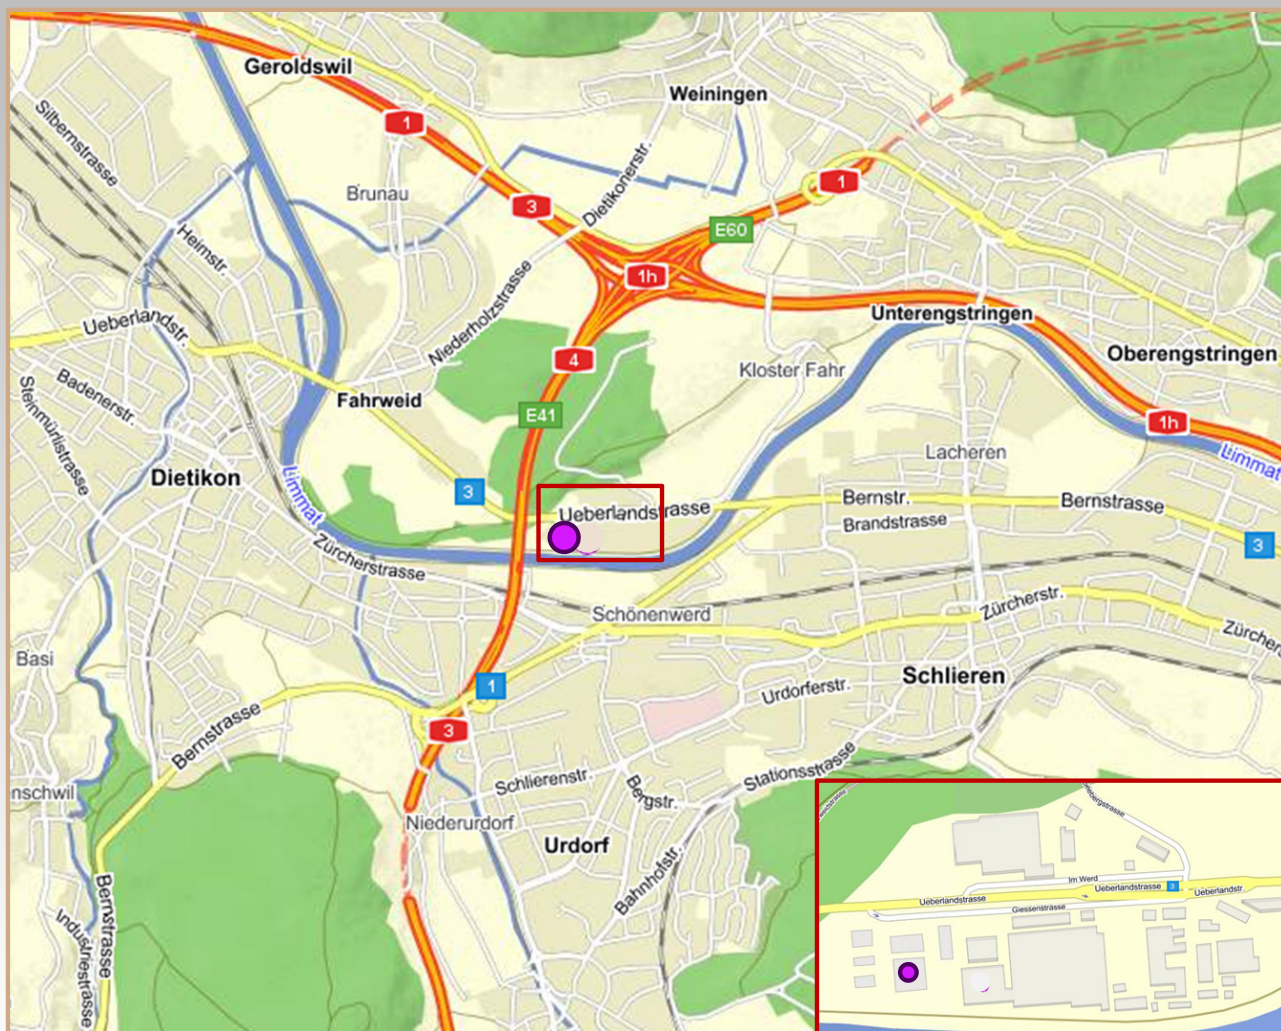 Geroldswil
Weiningen
1
Silbernstrasse
Dietikonerstr.
1
Brunau
3
E60
Heimstr.
1h
Niederholzstrasse
Unterengstringen
Ueberlandstr.
Oberengstringen
4
Kloster Fahr
Badenerstr.
Steinmürlistrasse
Fahrweid
E41
1h
Lacheren
Limmat
Dietikon
Limmat
3
Bernstr.
Bernstrasse
Ueberlandstrasse
Brandstrasse
3
Zürcherstrasse
Schönenwerd
Zürcherstr.
Zürchers
Basi
Schlieren
1
Urdorferstr.
3
Bernstrasse
Stationsstrasse
Schlierenstr.
Bergstr.
nschwil
Niederurdorf
Urdorf
Bahnhofstr.
Bernstrasse
Industriestrasse
Im Werd
Ueberlandstrasse
3
Ueberlandstr.
Ueberlandstrasse
Giessenstrasse